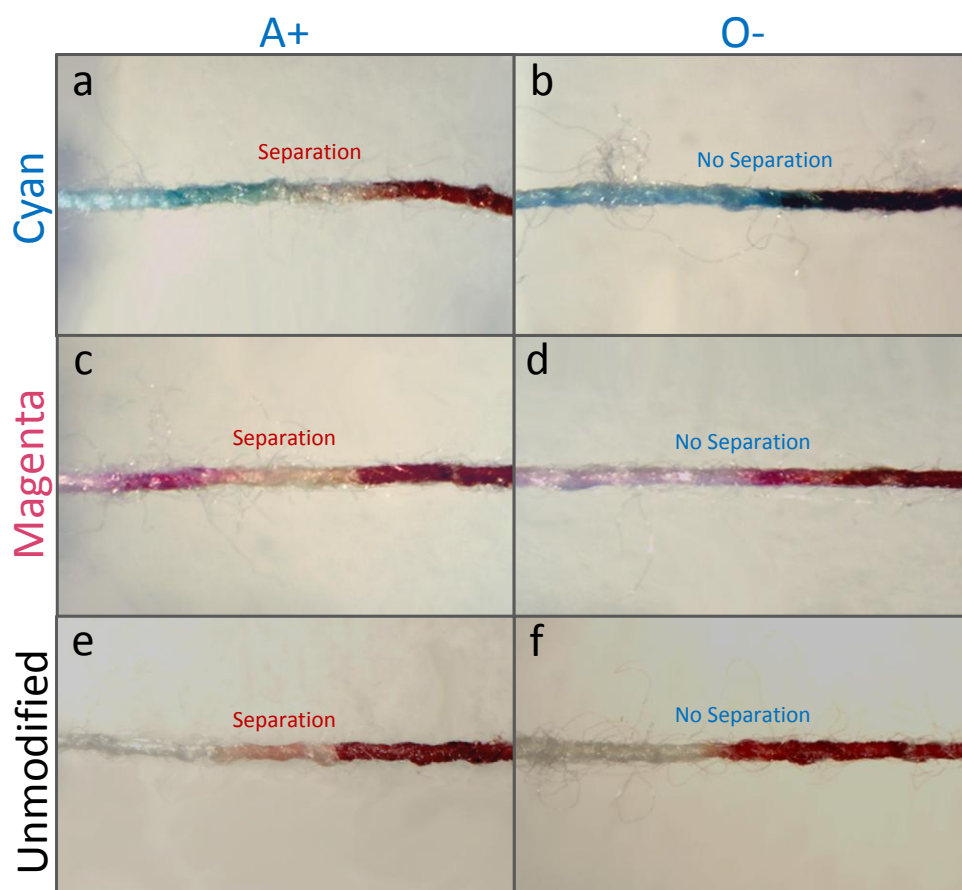 A+
O-
Cyan
a
Separation
b
No Separation
Magenta
c
Separation
d
No Separation
Unmodified
e
Separation
f
No Separation